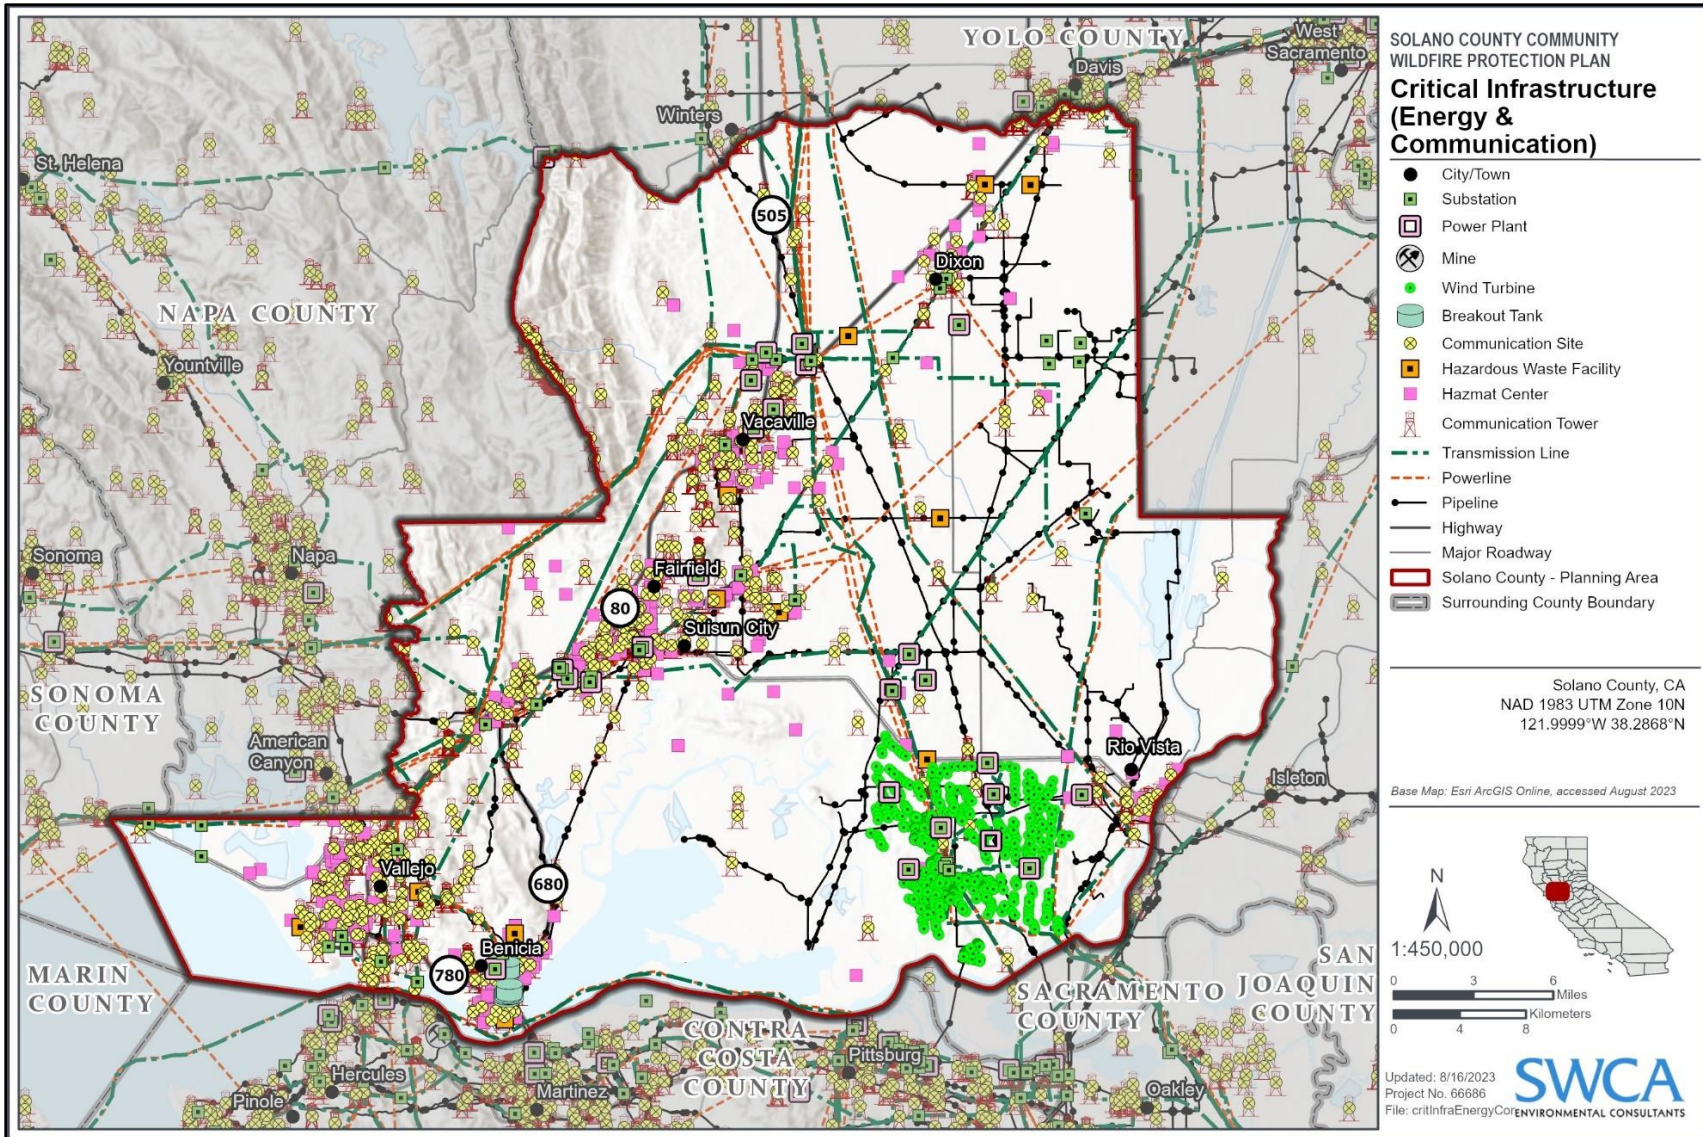 YOLO COUNTY
West
Sacramento
Davis
Winters
St. Helena
505
Dixon
NAPA COUNTY
Yountville
Vacaville
Sonoma
Napa
Fairfield
80
Suisun City
SONOMA
COUNTY
American
Canyon
Rio Vista
Isleton
Vallejo
680
Benicia
780
MARIN
COUNTY
SACRAMENTO
COUNTY
SAN
JOAQUIN
COUNTY
CONTRA
COSTA
COUNTY
Pittsburg
Hercules
Martinez
Pinole
Oakley
SOLANO COUNTY COMMUNITY
WILDFIRE PROTECTION PLAN
Critical Infrastructure
(Energy &
Communication)
City/Town
Substation
Power Plant
Mine
Wind Turbine
Breakout Tank
Communication Site
Hazardous Waste Facility
Hazmat Center
Communication Tower
Transmission Line
Powerline
Pipeline
Highway
Major Roadway
Solano County - Planning Area
Surrounding County Boundary
Solano County, CA
NAD 1983 UTM Zone 10N
121.9999°W 38.2868°N
Base Map: Esri ArcGIS Online, accessed August 2023
N
1:450,000
0 3 6
Miles
Kilometers
0 4 8
Updated: 8/16/2023
Project No. 66686
File: critInfraEnergyCor
SWCA
ENVIRONMENTAL CONSULTANTS